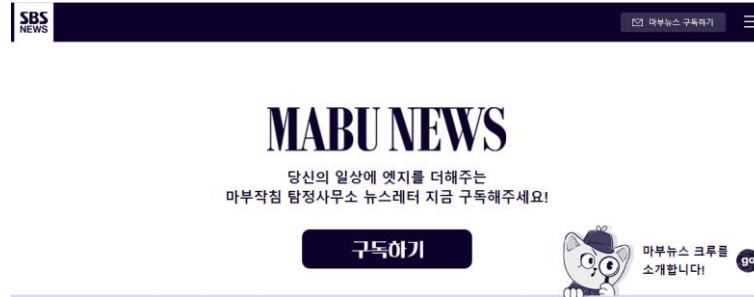 SBS
NEWS
마부뉴스 구독하기
MABU NEWS
당신의 일상에 엣지를 더해주는
마부작침 탐정사무소 뉴스레터 지금 구독해주세요!
구독하기
마부뉴스 크루를
소개합니다!
go